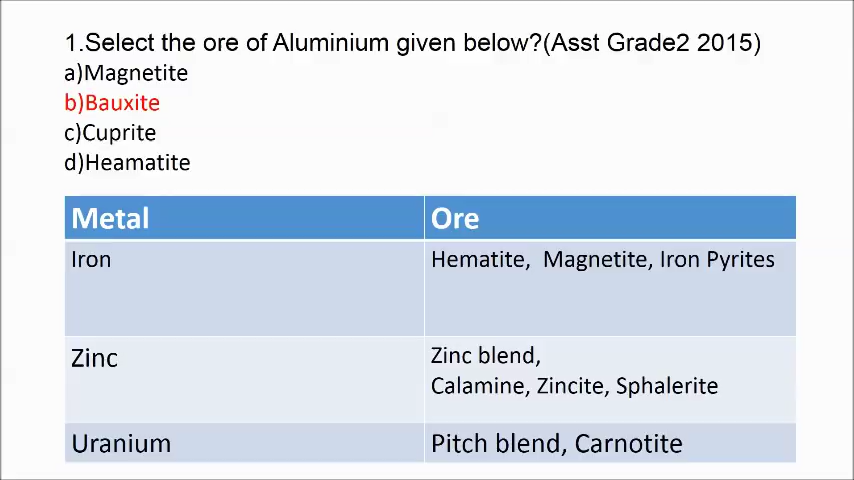 1.Select the ore of Aluminium given below?(Asst Grade2 2015)
a)Magnetite
b)Bauxite
c)Cuprite
d)Heamatite
Metal Ore
Iron Hematite, Magnetite, Iron Pyrites
Zinc Zinc blend,
Calamine, Zincite, Sphalerite
Uranium Pitch blend, Carnotite